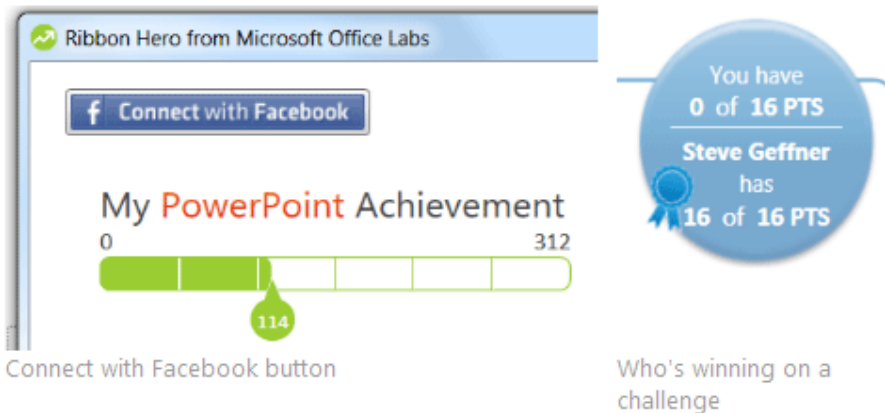 Ribbon Hero from Microsoft Office Labs
f Connect with Facebook
My PowerPoint Achievement
0 312
114
Connect with Facebook button
You have
0 of 16 PTS
Steve Geffner
has
16 of 16 PTS
Who's winning on a
challenge